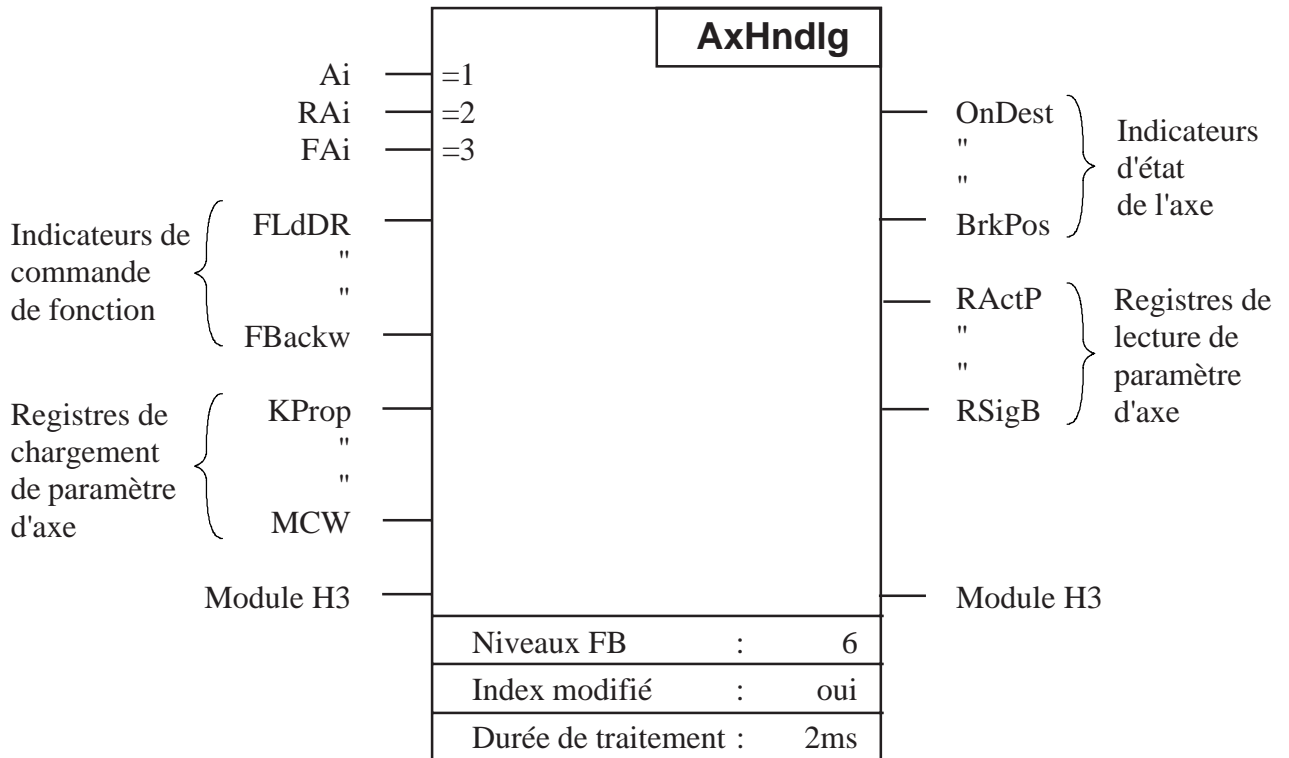 AxHndlg
Ai =1
RAi =2
FAi =3
Indicateurs de
commande
de fonction
FLdDR
"
"
FBackw
Registres de
chargement
de paramètre
d'axe
KProp
"
"
MCW
Module H3
OnDest
"
"
BrkPos
Indicateurs
d'état
de l'axe
RActP
"
"
RSigB
Registres de
lecture de
paramètre
d'axe
Module H3
Niveaux FB : 6
Index modifié : oui
Durée de traitement : 2ms